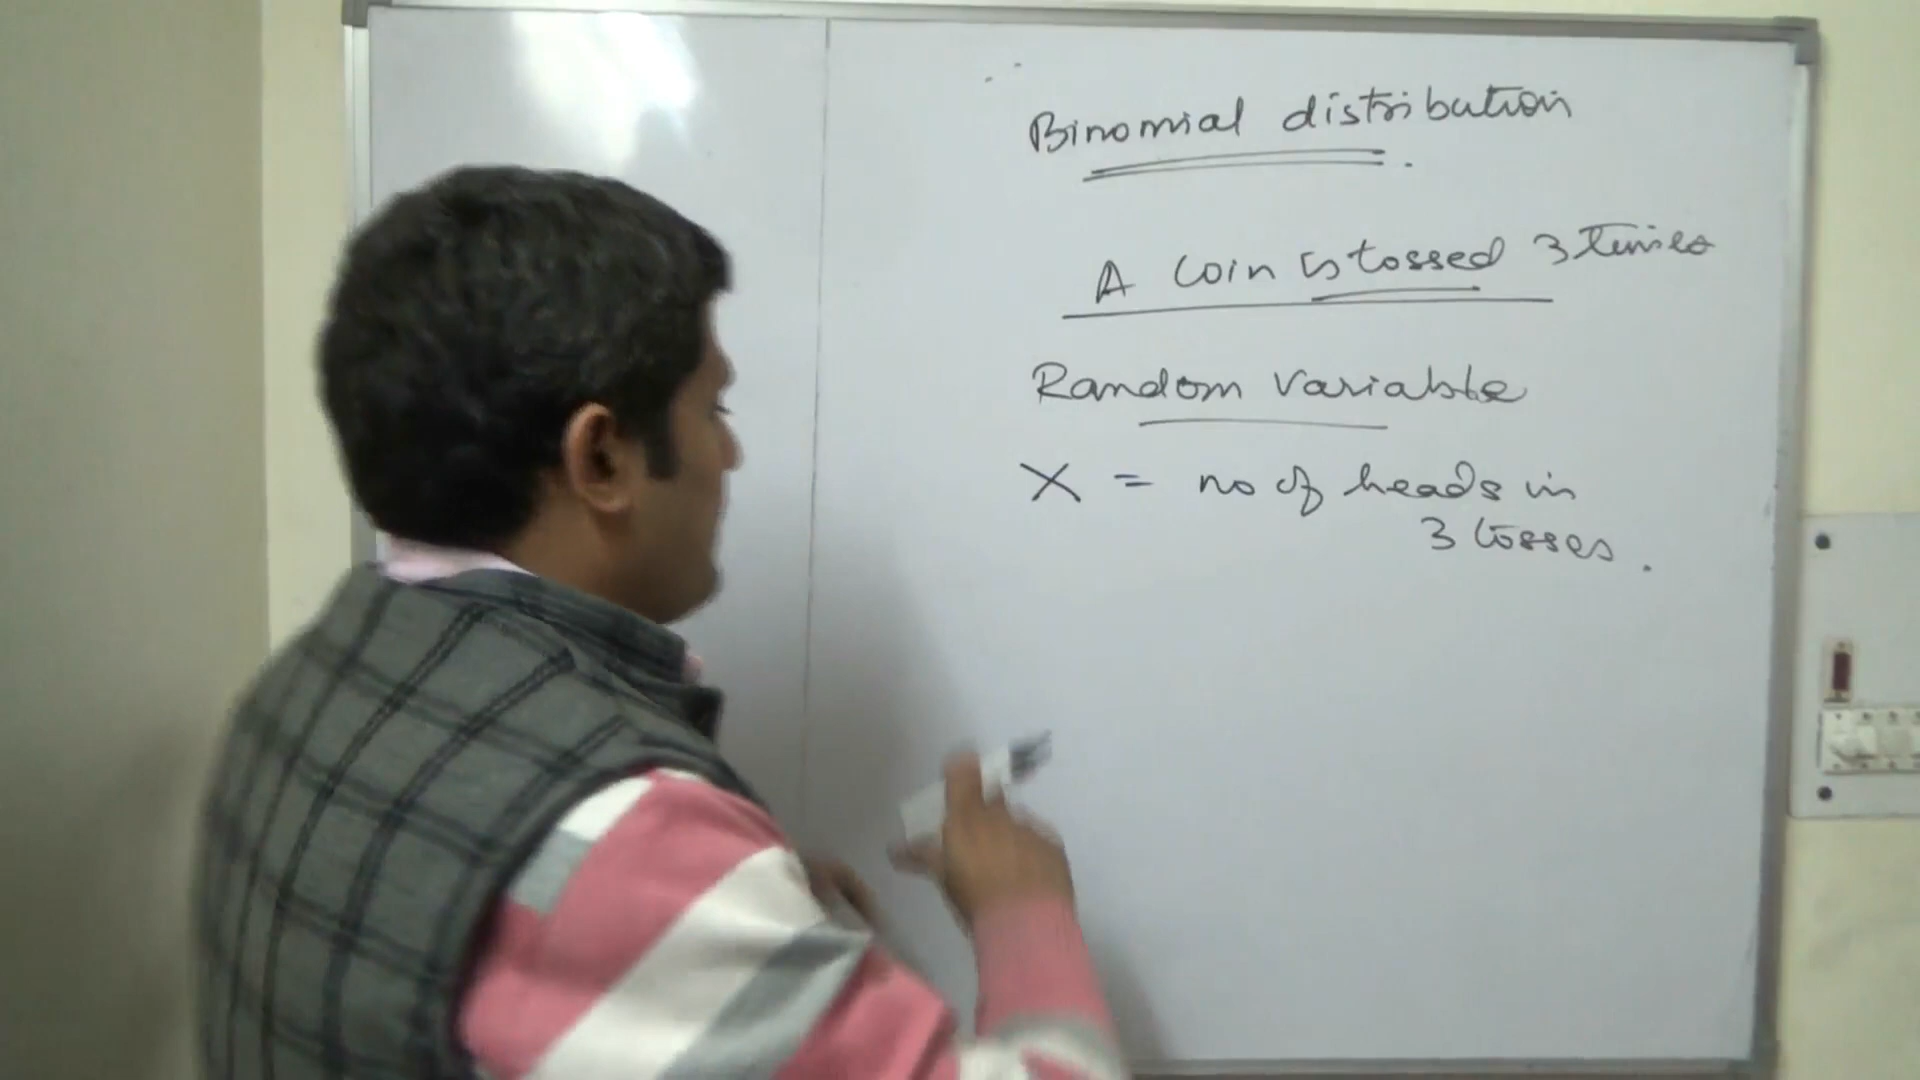 Binomial distribution
A coin is tossed 3 times
Random variable
X = no of heads in
3 tosses.